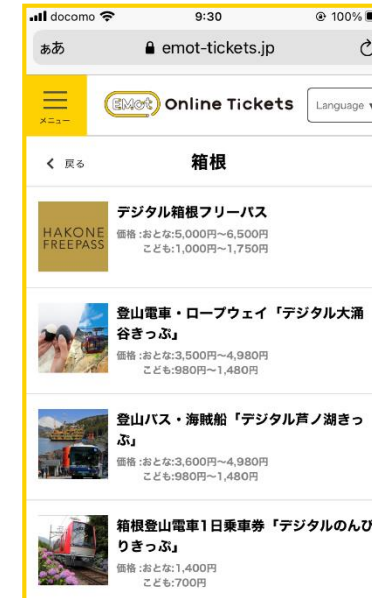 docomo 9:30 100%
ああ emot-tickets.jp
メニュー EMot Online Tickets Language
戻る 箱根
HAKONE
FREEPASS
デジタル箱根フリーパス
価格:おとな:5,000円～6,500円
こども:1,000円～1,750円
登山電車・ロープウェイ「デジタル大涌
谷きっぷ」
価格:おとな:3,500円～4,980円
こども:980円～1,480円
登山バス・海賊船「デジタル芦ノ湖きっ
ぷ」
価格:おとな:3,600円～4,980円
こども:980円～1,480円
箱根登山電車1日乗車券「デジタルのんび
りきっぷ」
価格:おとな:1,400円
こども:700円